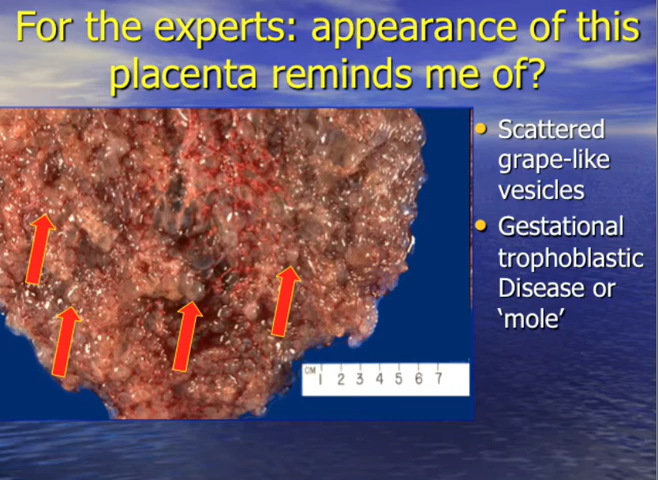 For the experts: appearance of this
placenta reminds me of?
Scattered
grape-like
vesicles
Gestational
trophoblastic
Disease or
‘mole’
CM 1 2 3 4 5 6 7